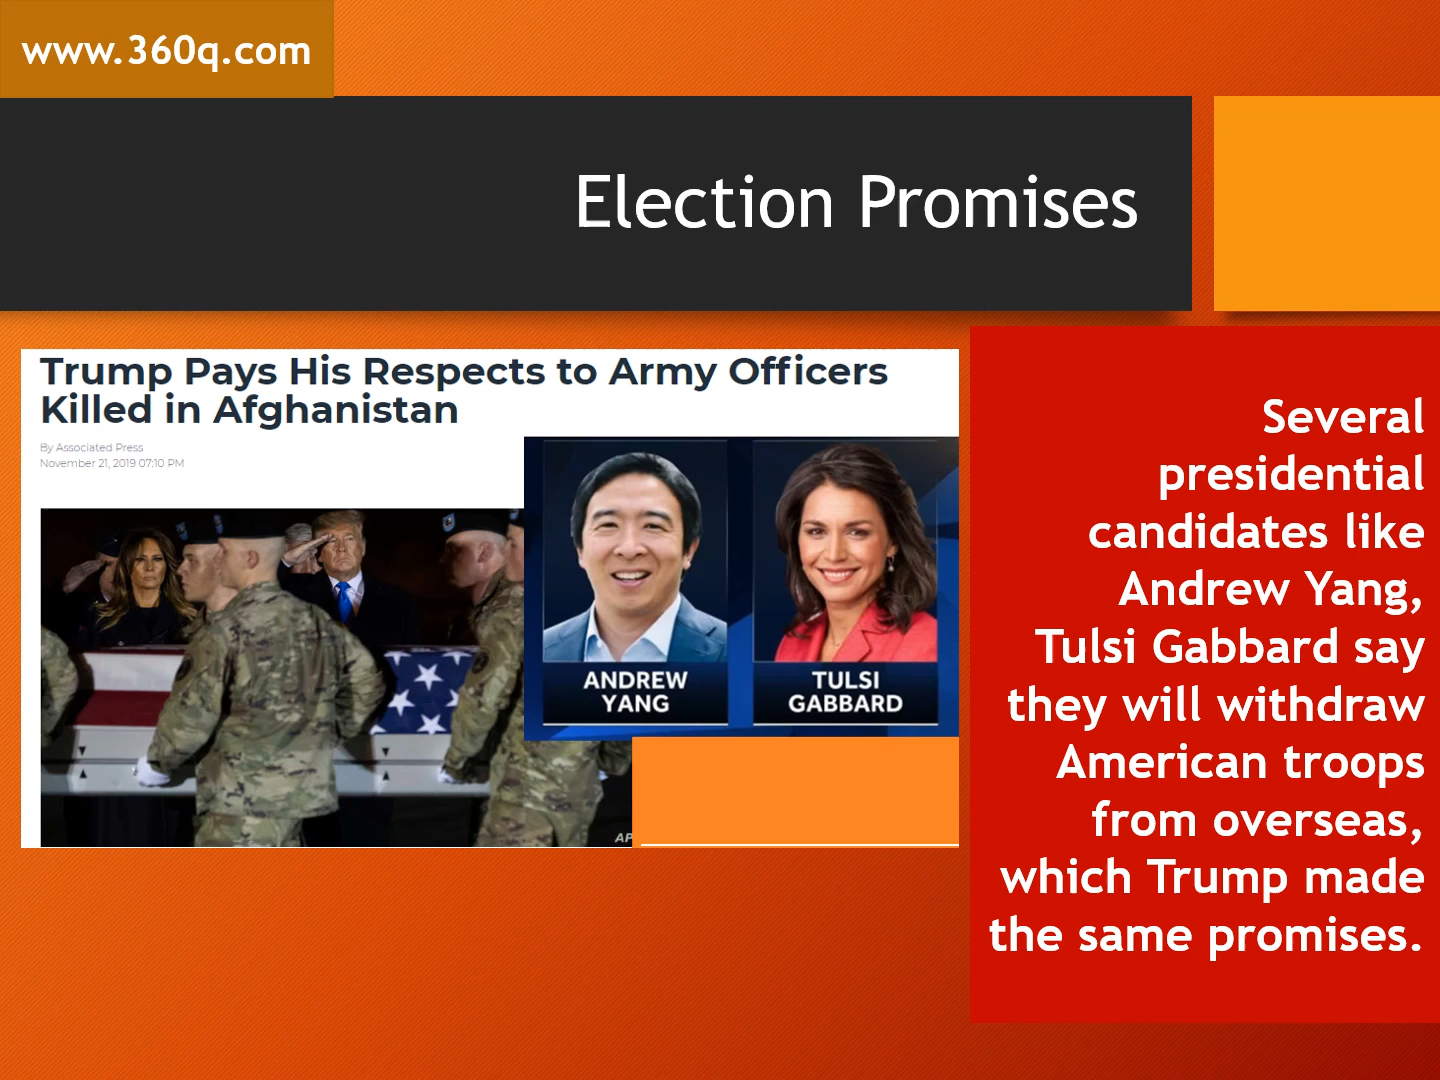 www.360q.com
Election Promises
Trump Pays His Respects to Army Officers
Killed in Afghanistan
By Associated Press
November 21, 2019 07:10 PM
ANDREW
YANG
TULSI
GABBARD
AP
Several
presidential
candidates like
Andrew Yang,
Tulsi Gabbard say
they will withdraw
American troops
from overseas,
which Trump made
the same promises.